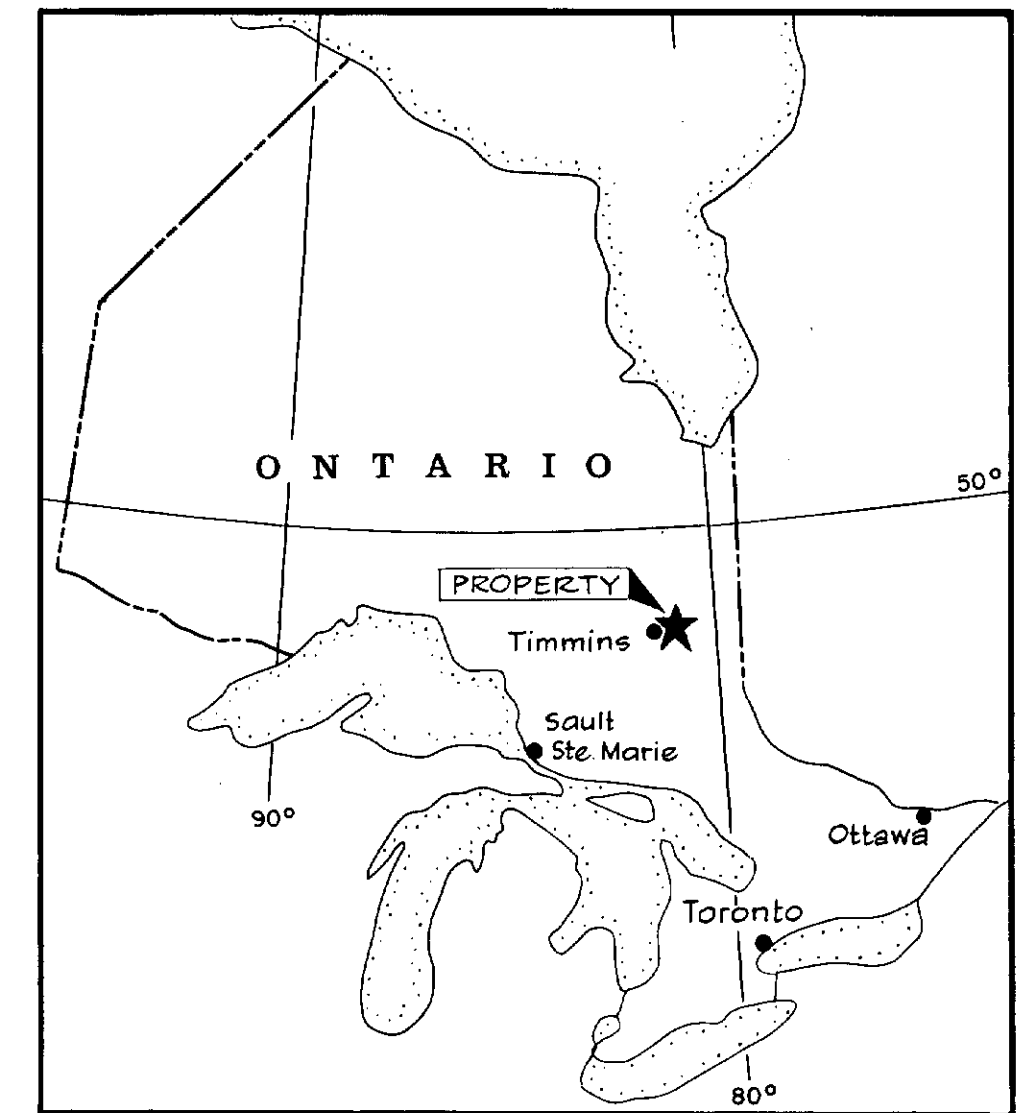 ONTARIO
50°
PROPERTY
Timmins
Sault
Ste. Marie
90°
Ottawa
Toronto
80°